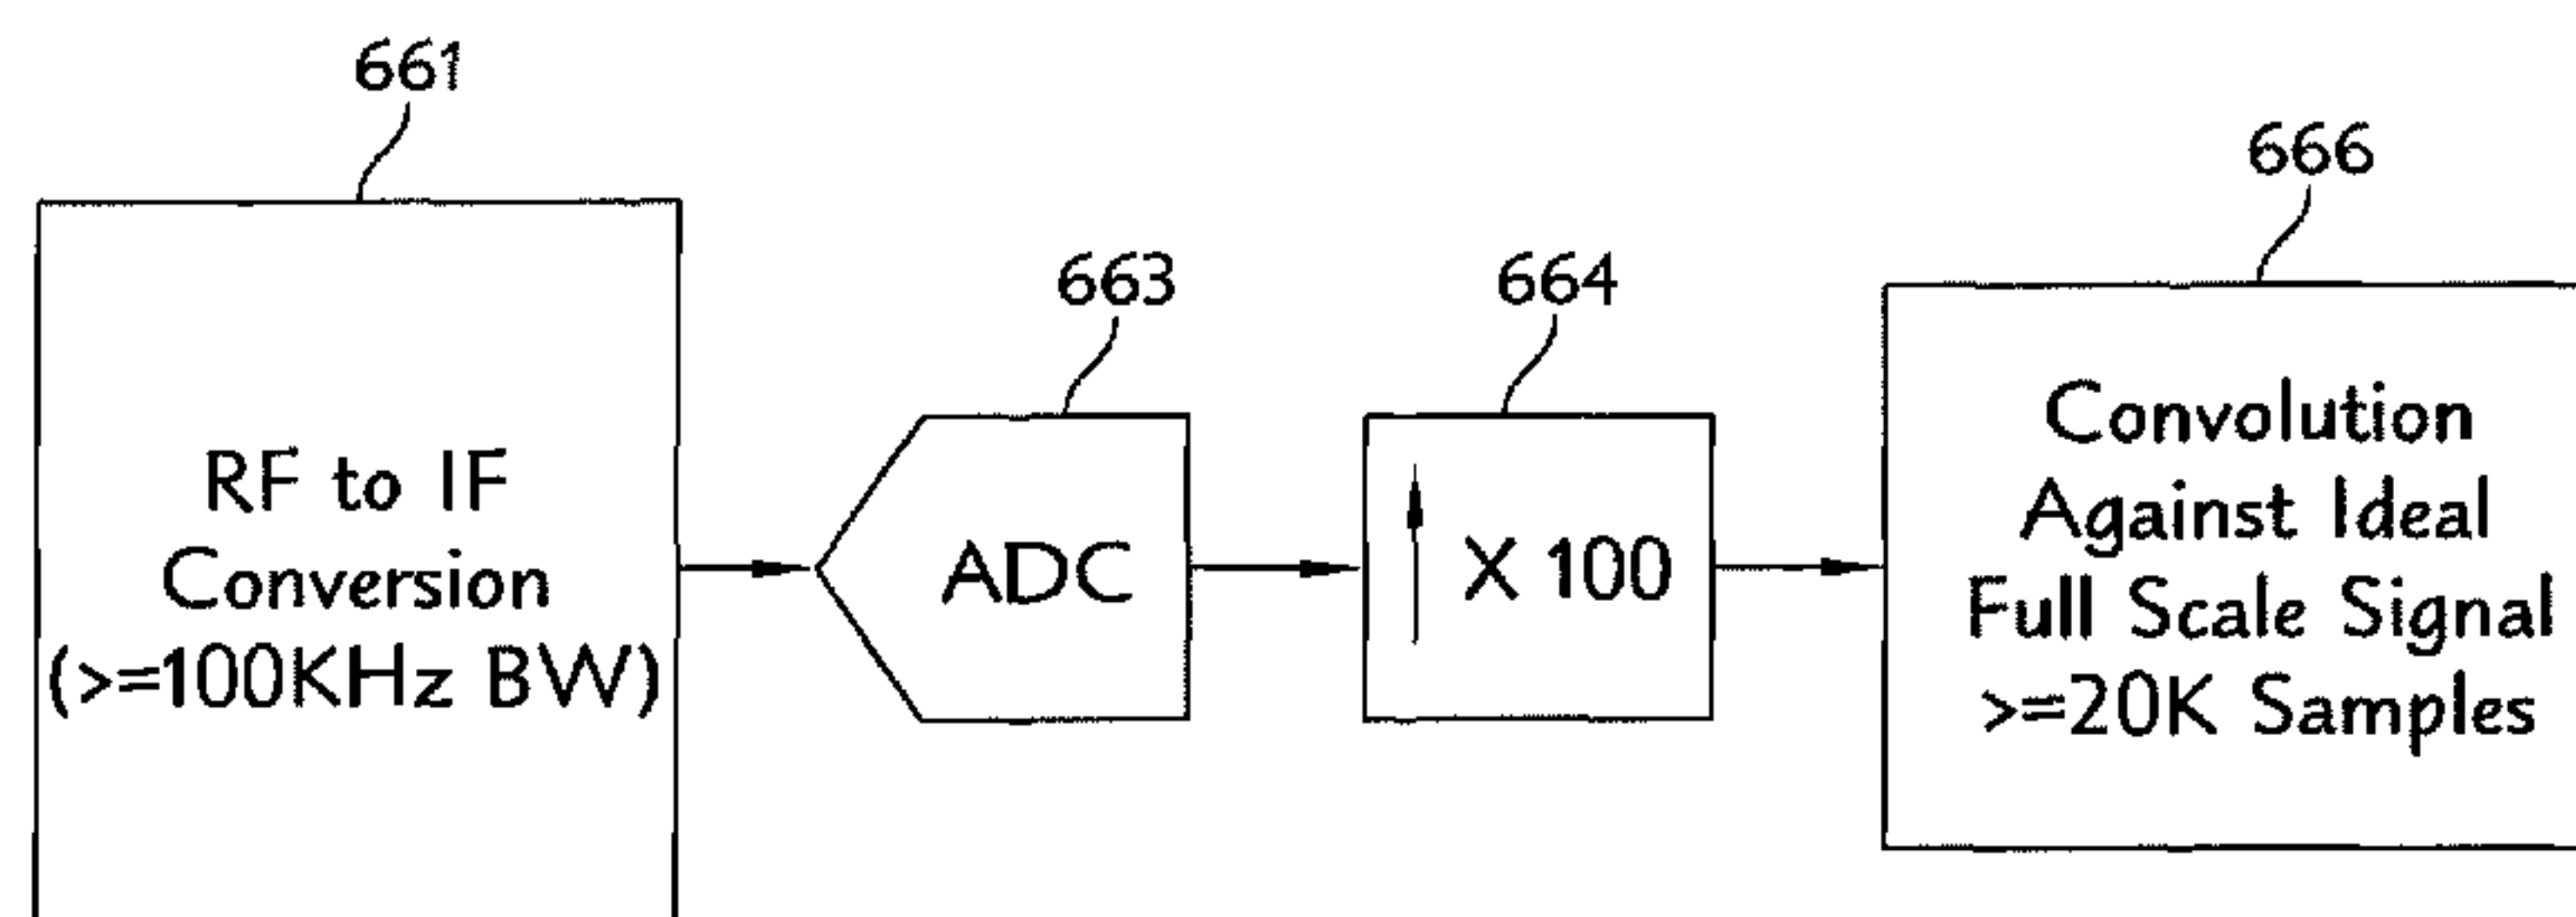 661
RF to IF
Conversion
(>=100KHz BW)
663
ADC
664
X 100
666
Convolution
Against Ideal
Full Scale Signal
>=20K Samples